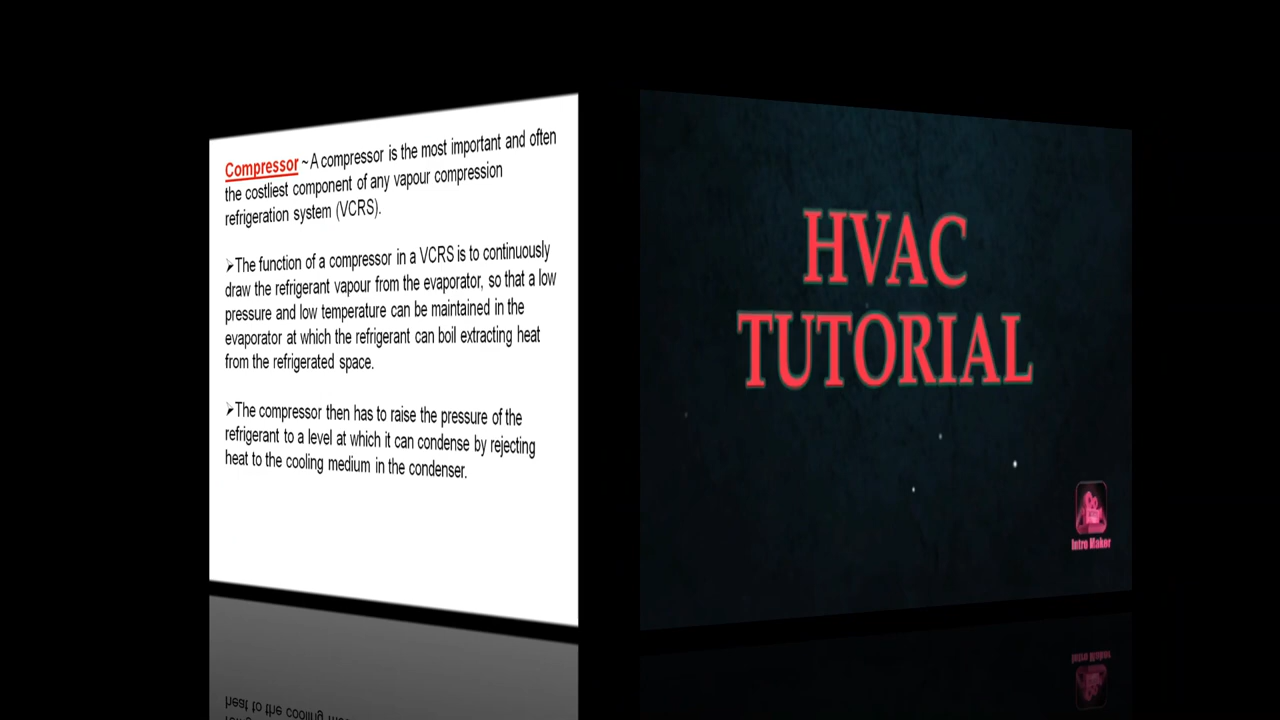 Compressor ~ A compressor is the most important and often
the costliest component of any vapour compression
refrigeration system (VCRS).
➢The function of a compressor in a VCRS is to continuously
draw the refrigerant vapour from the evaporator, so that a low
pressure and low temperature can be maintained in the
evaporator at which the refrigerant can boil extracting heat
from the refrigerated space.
➢The compressor then has to raise the pressure of the
refrigerant to a level at which it can condense by rejecting
heat to the cooling medium in the condenser.
HVAC
TUTORIAL
Intro Maker